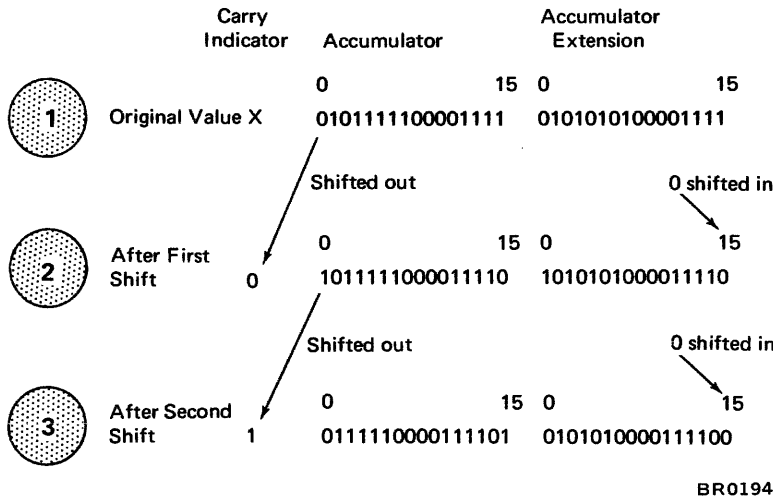 Carry
Indicator
Accumulator
Accumulator
Extension
0 15 0 15
1 Original Value X 0101111100001111 0101010100001111
Shifted out 0 shifted in
0 15 0 15
2 After First
Shift 0 1011111000011110 1010101000011110
Shifted out 0 shifted in
0 15 0 15
3 After Second
Shift 1 0111110000111101 0101010000111100
BR0194